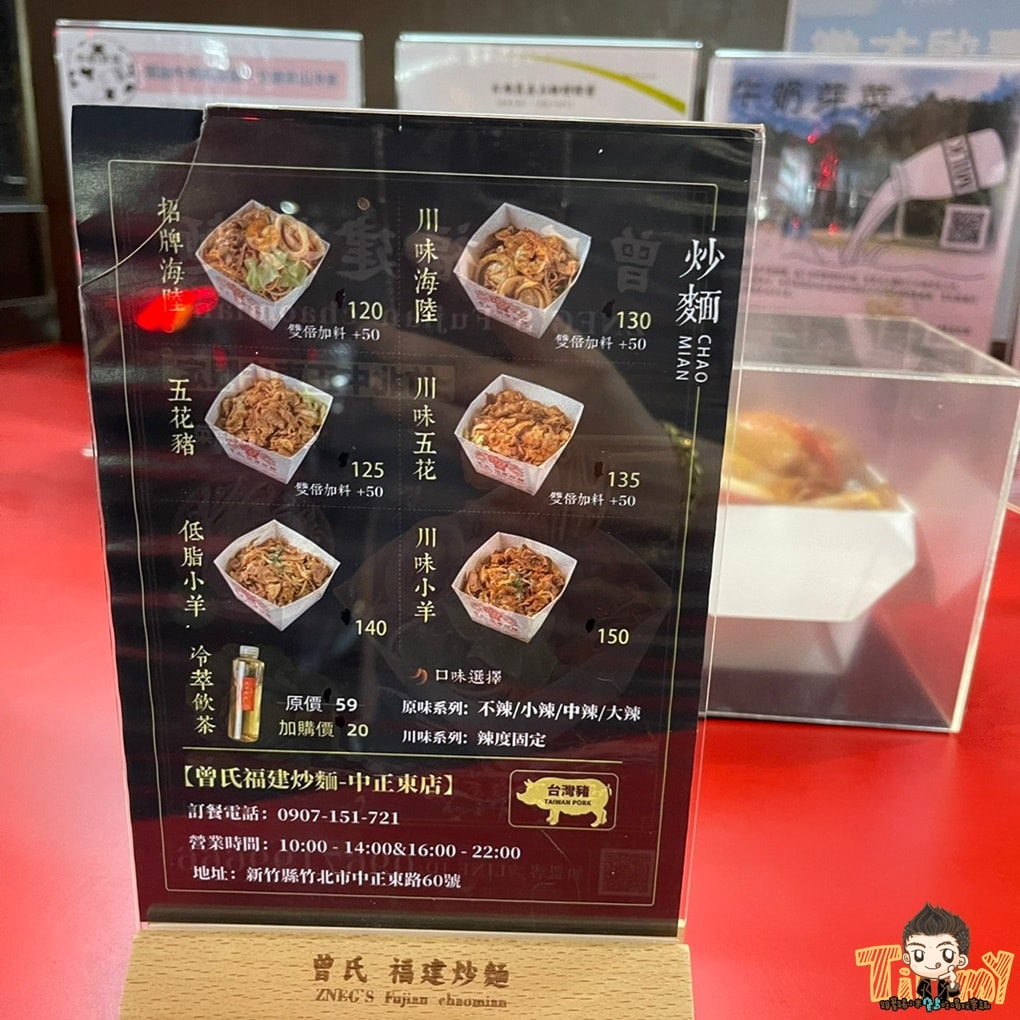 炒麵
CHAO
MIAN
招牌海陸
120
雙倍加料 +50
川味海陸
130
雙倍加料 +50
五花豬
125
雙倍加料 +50
川味五花
135
雙倍加料 +50
低脂小羊
140
川味小羊
150
冷萃飲茶
原價 59
加購價 20
口味選擇
原味系列：不辣/小辣/中辣/大辣
川味系列：辣度固定
【曾氏福建炒麵-中正東店】
訂餐電話：0907-151-721
營業時間：10:00 - 14:00&16:00 - 22:00
地址：新竹縣竹北市中正東路60號
台灣豬
TAIWAN PORK
曾氏 福建炒麵
ZNEG'S Fujian chaomian
牛奶芽菜